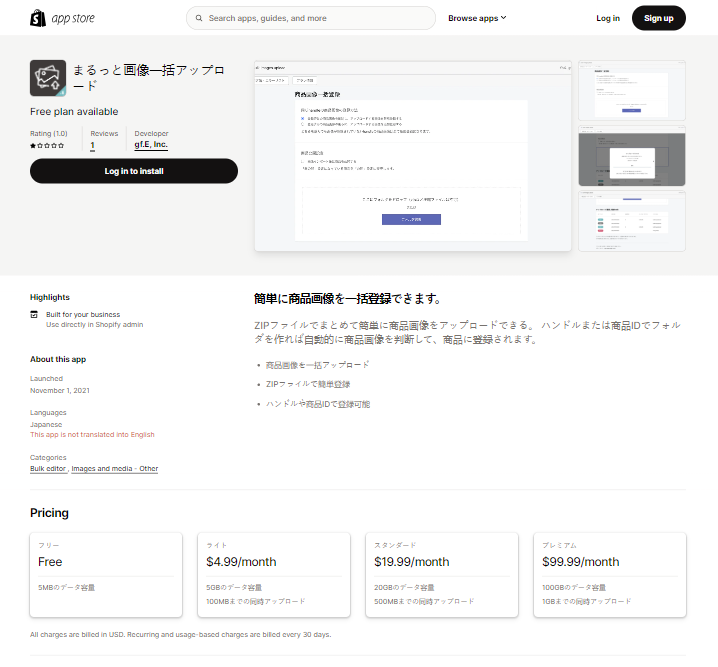 app store
Search apps, guides, and more
Browse apps
Log in
Sign up
まるっと画像一括アップロ
ード
Free plan available
Rating (1.0)
Reviews
Developer
1
gf.E, Inc.
Log in to install
商品画像一括登録
Highlights
Built for your business
Use directly in Shopify admin
About this app
Launched
November 1, 2021
Languages
Japanese
This app is not translated into English
Categories
Bulk editor , Images and media - Other
簡単に商品画像を一括登録できます。
ZIPファイルでまとめて簡単に商品画像をアップロードできる。 ハンドルまたは商品IDでフォル
ダを作れば自動的に商品画像を判断して、商品に登録されます。
商品画像を一括アップロード
ZIPファイルで簡単登録
ハンドルや商品IDで登録可能
Pricing
フリー
Free
5MBのデータ容量
ライト
$4.99/month
5GBのデータ容量
100MBまでの同時アップロード
スタンダード
$19.99/month
20GBのデータ容量
500MBまでの同時アップロード
プレミアム
$99.99/month
100GBのデータ容量
1GBまでの同時アップロード
All charges are billed in USD. Recurring and usage-based charges are billed every 30 days.